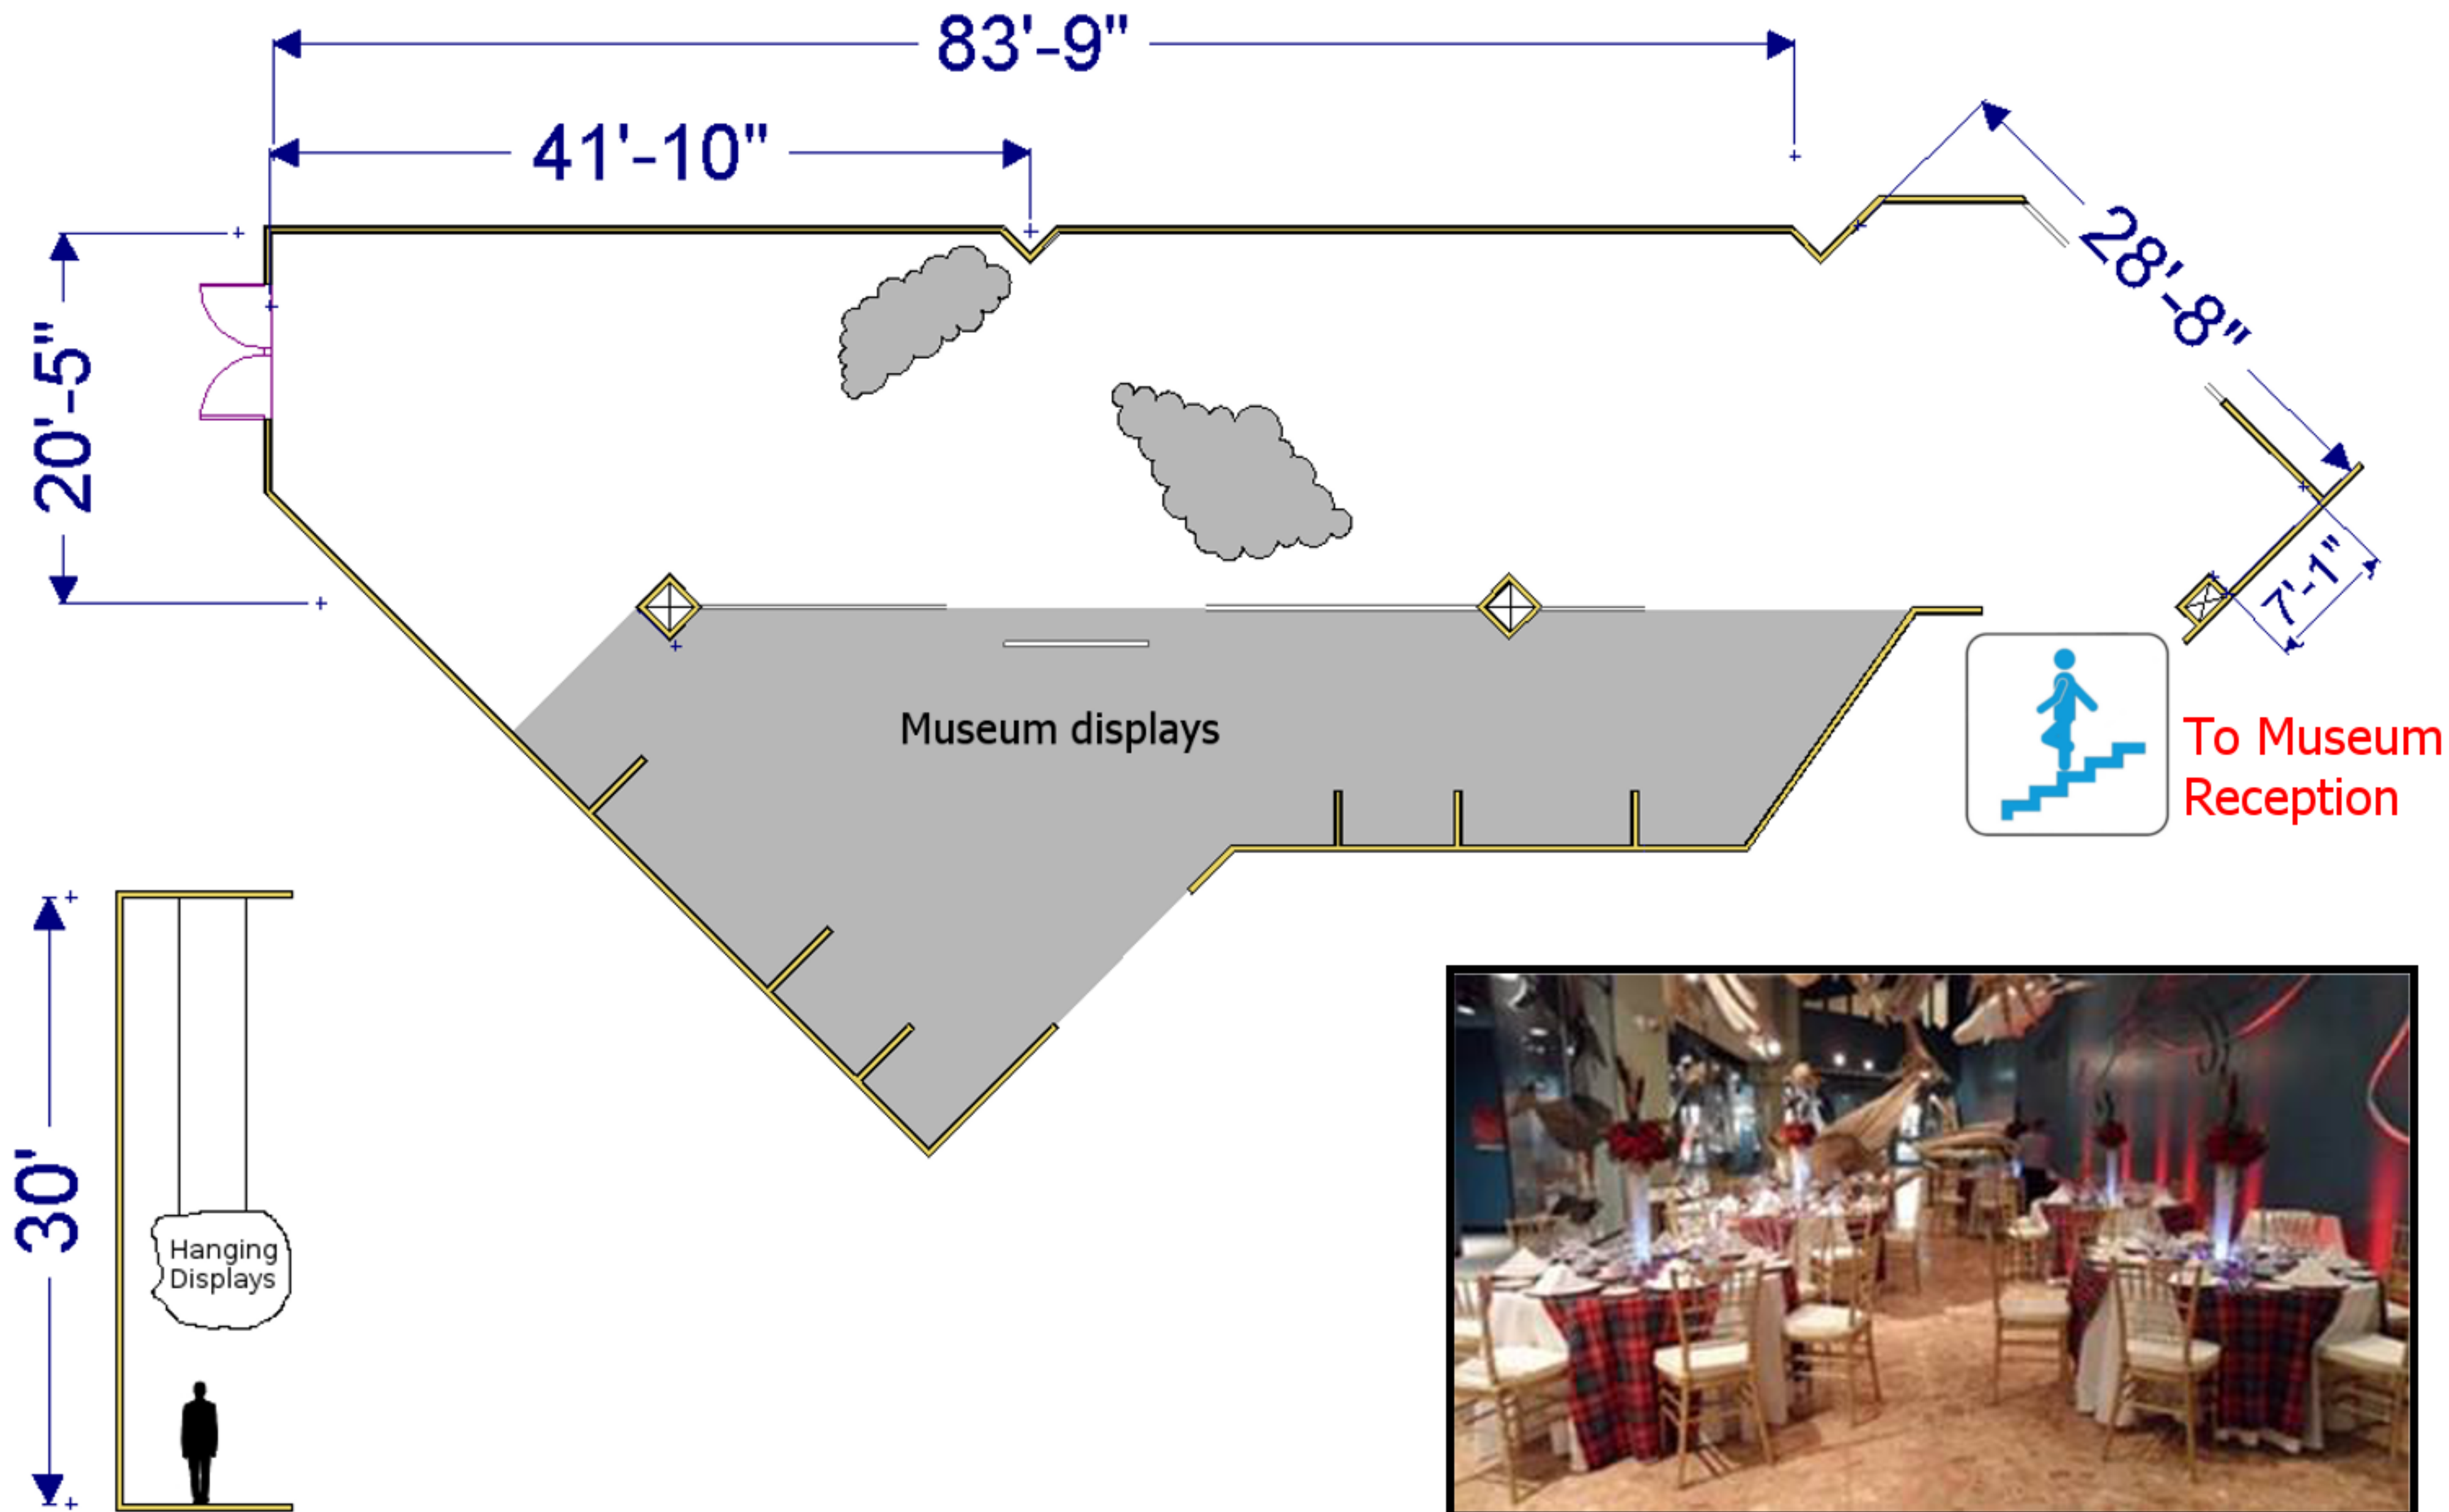 83'-9"
41'-10"
28'-8"
20'-5"
7'-1"
Museum displays
To Museum
Reception
30'
Hanging
Displays